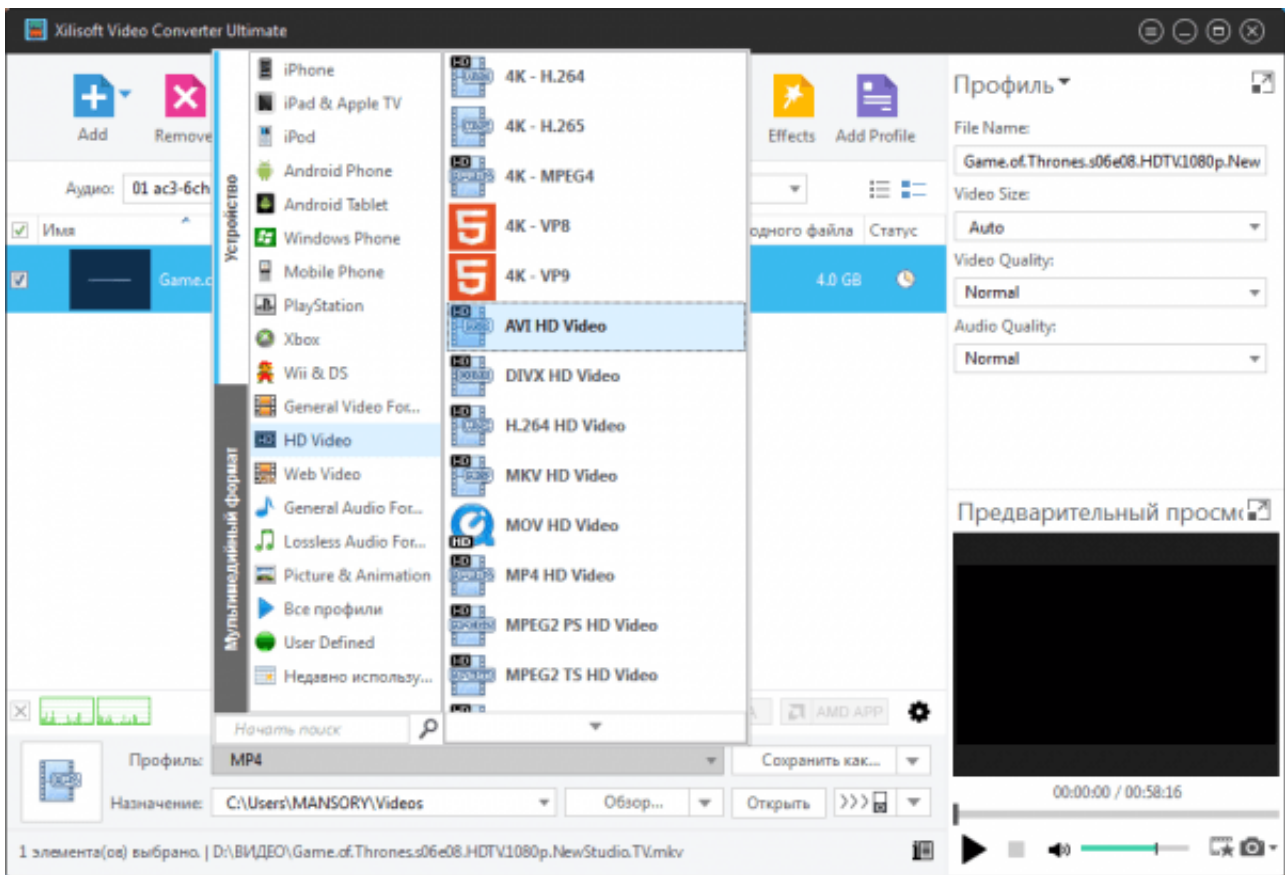 Xilisoft Video Converter Ultimate
Add
Remove
Effects
Add Profile
Аудио:
01 ac3-6ch
Имя
одного файла
Статус
Game.c
4.0 GB
Устройство
Мультимедийный формат
iPhone
iPad & Apple TV
iPod
Android Phone
Android Tablet
Windows Phone
Mobile Phone
PlayStation
Xbox
Wii & DS
General Video For...
HD Video
Web Video
General Audio For...
Lossless Audio For...
Picture & Animation
Все профили
User Defined
Недавно использу...
Начать поиск
4K - H.264
4K - H.265
4K - MPEG4
4K - VP8
4K - VP9
AVI HD Video
DIVX HD Video
H.264 HD Video
MKV HD Video
MOV HD Video
MP4 HD Video
MPEG2 PS HD Video
MPEG2 TS HD Video
Профиль
File Name:
Game.of.Thrones.s06e08.HDTV.1080p.New
Video Size:
Auto
Video Quality:
Normal
Audio Quality:
Normal
Предварительный просм
00:00:00 / 00:58:16
AMD APP
Профиль:
MP4
Сохранить как...
Назначение:
C:\Users\MANSORY\Videos
Обзор...
Открыть
1 элемента(ов) выбрано. | D:\ВИДЕО\Game.of.Thrones.s06e08.HDTV.1080p.NewStudio.TV.mkv